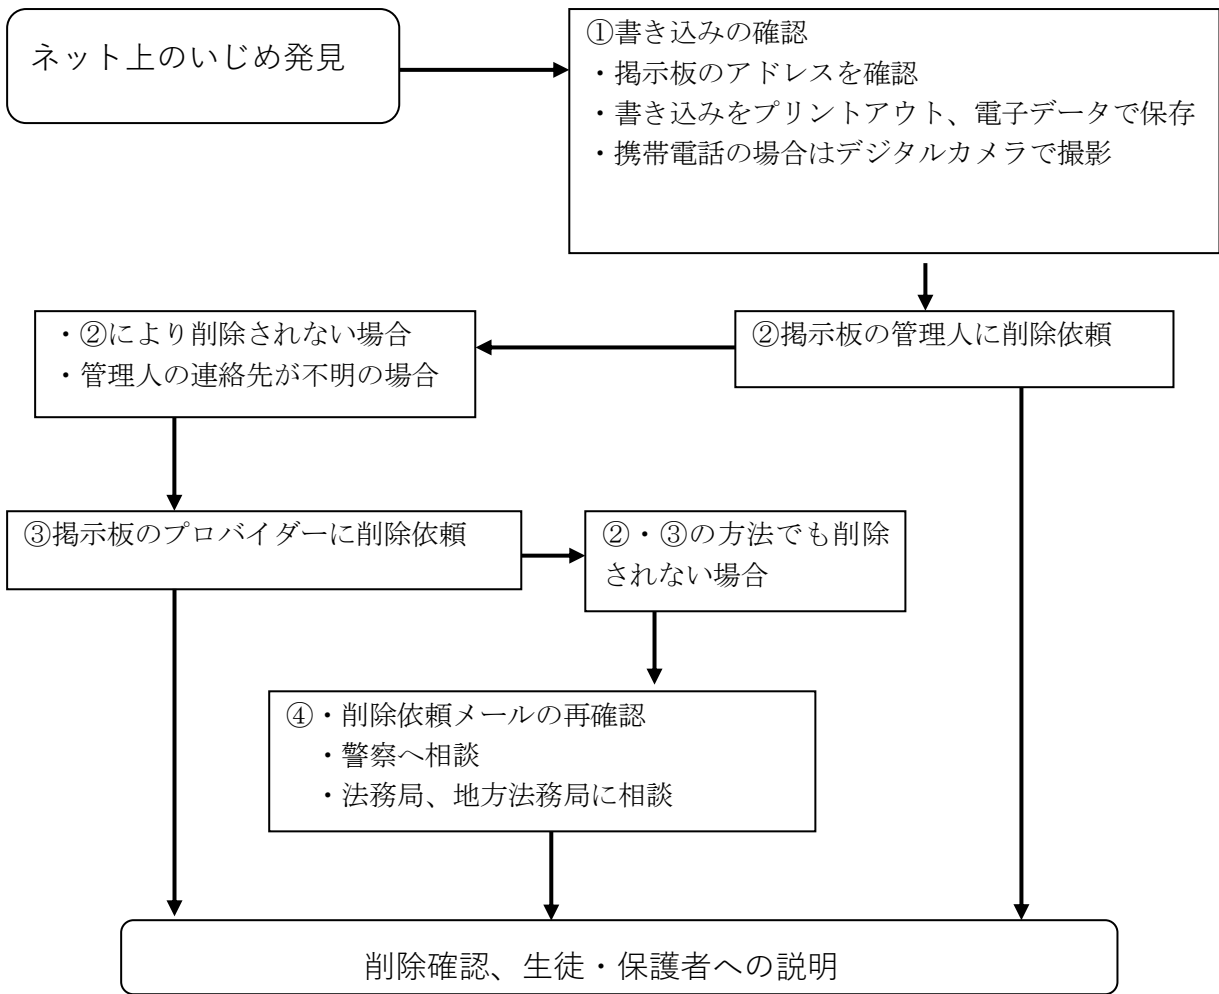 ネット上のいじめ発見
①書き込みの確認
・掲示板のアドレスを確認
・書き込みをプリントアウト、電子データで保存
・携帯電話の場合はデジタルカメラで撮影
②掲示板の管理人に削除依頼
・②により削除されない場合
・管理人の連絡先が不明の場合
③掲示板のプロバイダーに削除依頼
②・③の方法でも削除
されない場合
④・削除依頼メールの再確認
・警察へ相談
・法務局、地方法務局に相談
削除確認、生徒・保護者への説明